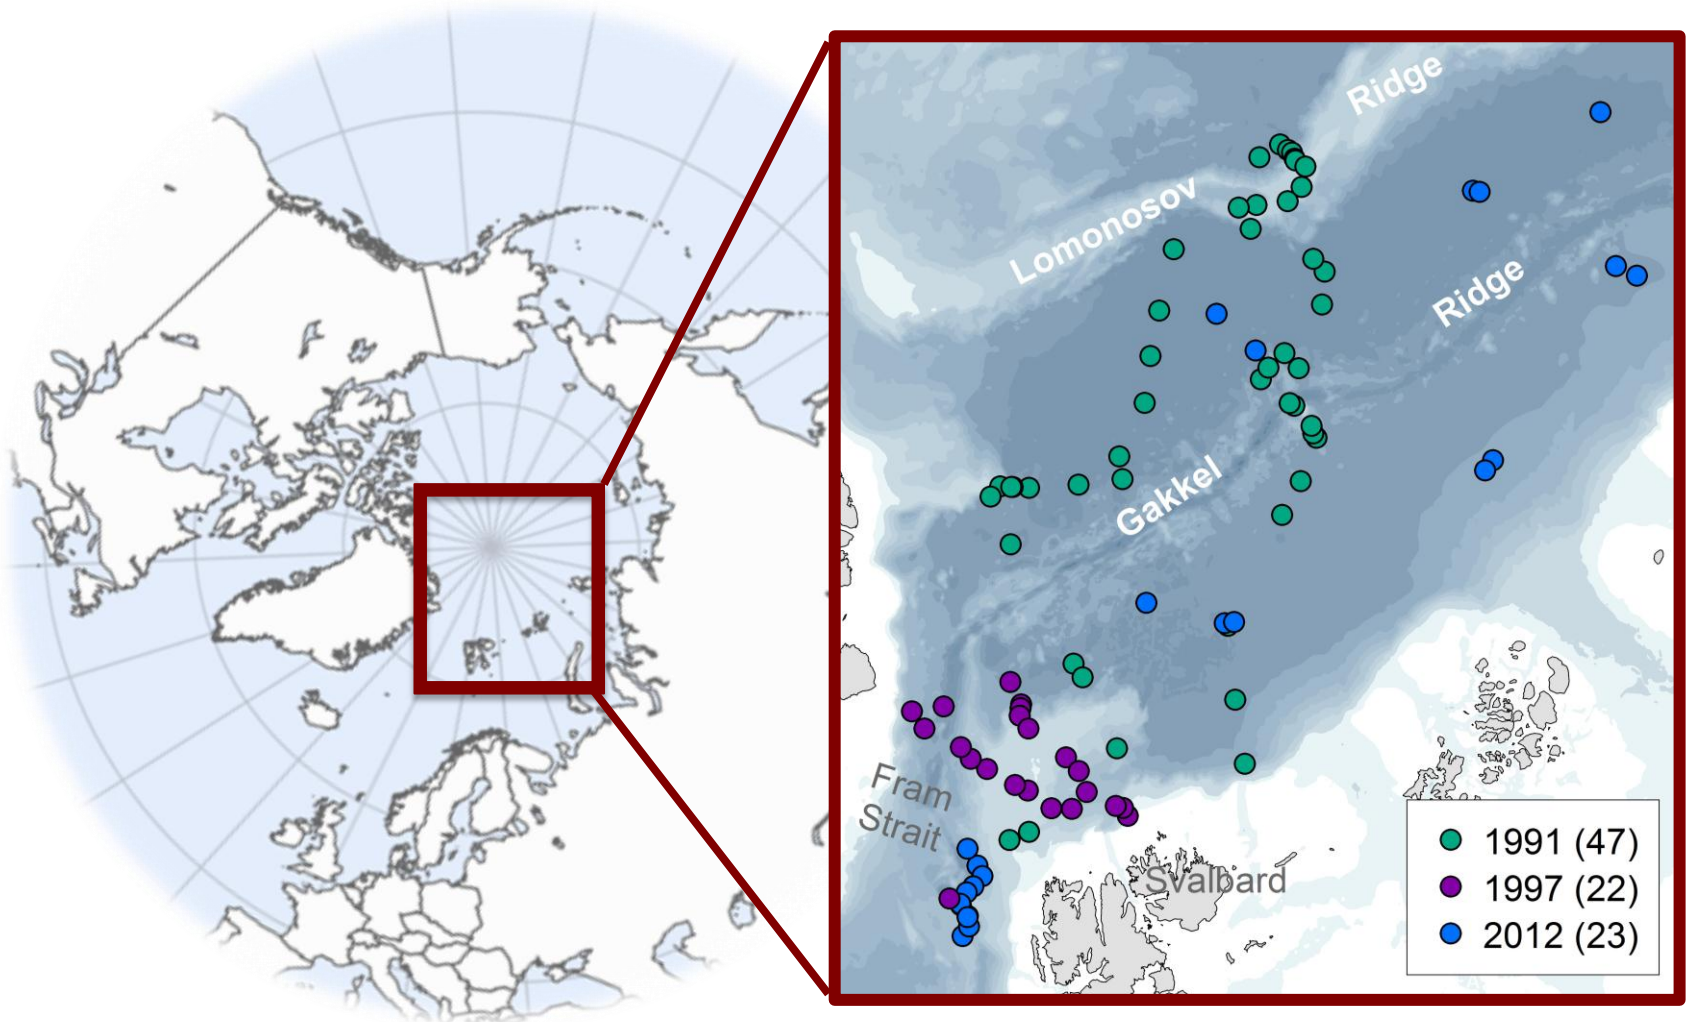 Ridge
Lomonosov
Ridge
Gakkel
Fram
Strait
Svalbard
1991 (47)
1997 (22)
2012 (23)